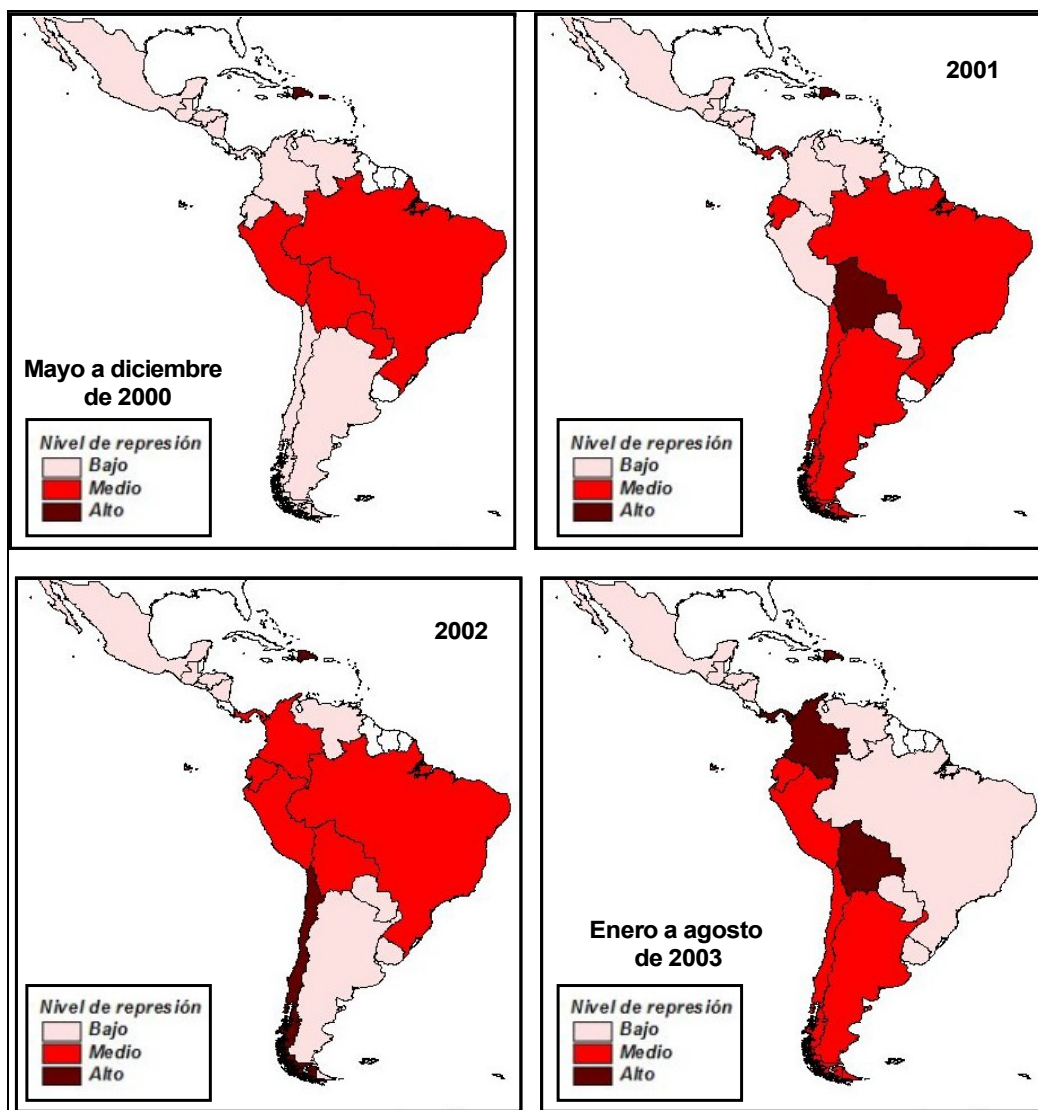 Mayo a diciembre
de 2000
Nivel de represión
Bajo
Medio
Alto
2001
Nivel de represión
Bajo
Medio
Alto
2002
Nivel de represión
Bajo
Medio
Alto
Enero a agosto
de 2003
Nivel de represión
Bajo
Medio
Alto